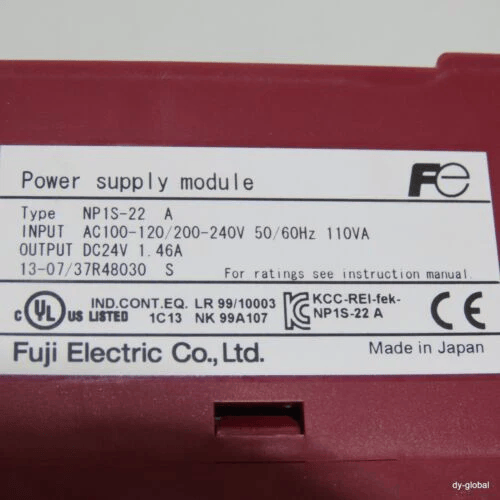 Power supply module
Fe
Type NP1S-22 A
INPUT AC100-120/200-240V 50/60Hz 110VA
OUTPUT DC24V 1.46A
13-07/37R48030 S
For ratings see instruction manual.
c UL US LISTED
IND.CONT.EQ. LR 99/10003
1C13 NK 99A107
KCC-REI-fek-
NP1S-22 A
CE
Fuji Electric Co., Ltd.
Made in Japan
dy-global